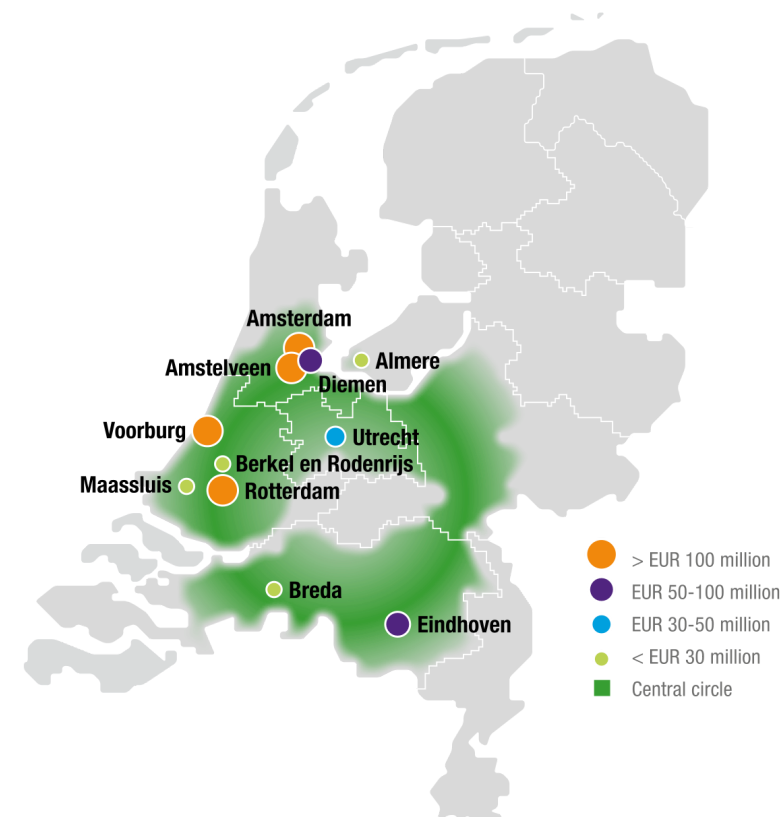 Amsterdam
Amstelveen
Almere
Diemen
Voorburg
Utrecht
Berkel en Rodenrijs
Maassluis
Rotterdam
Breda
Eindhoven
> EUR 100 million
EUR 50-100 million
EUR 30-50 million
< EUR 30 million
Central circle